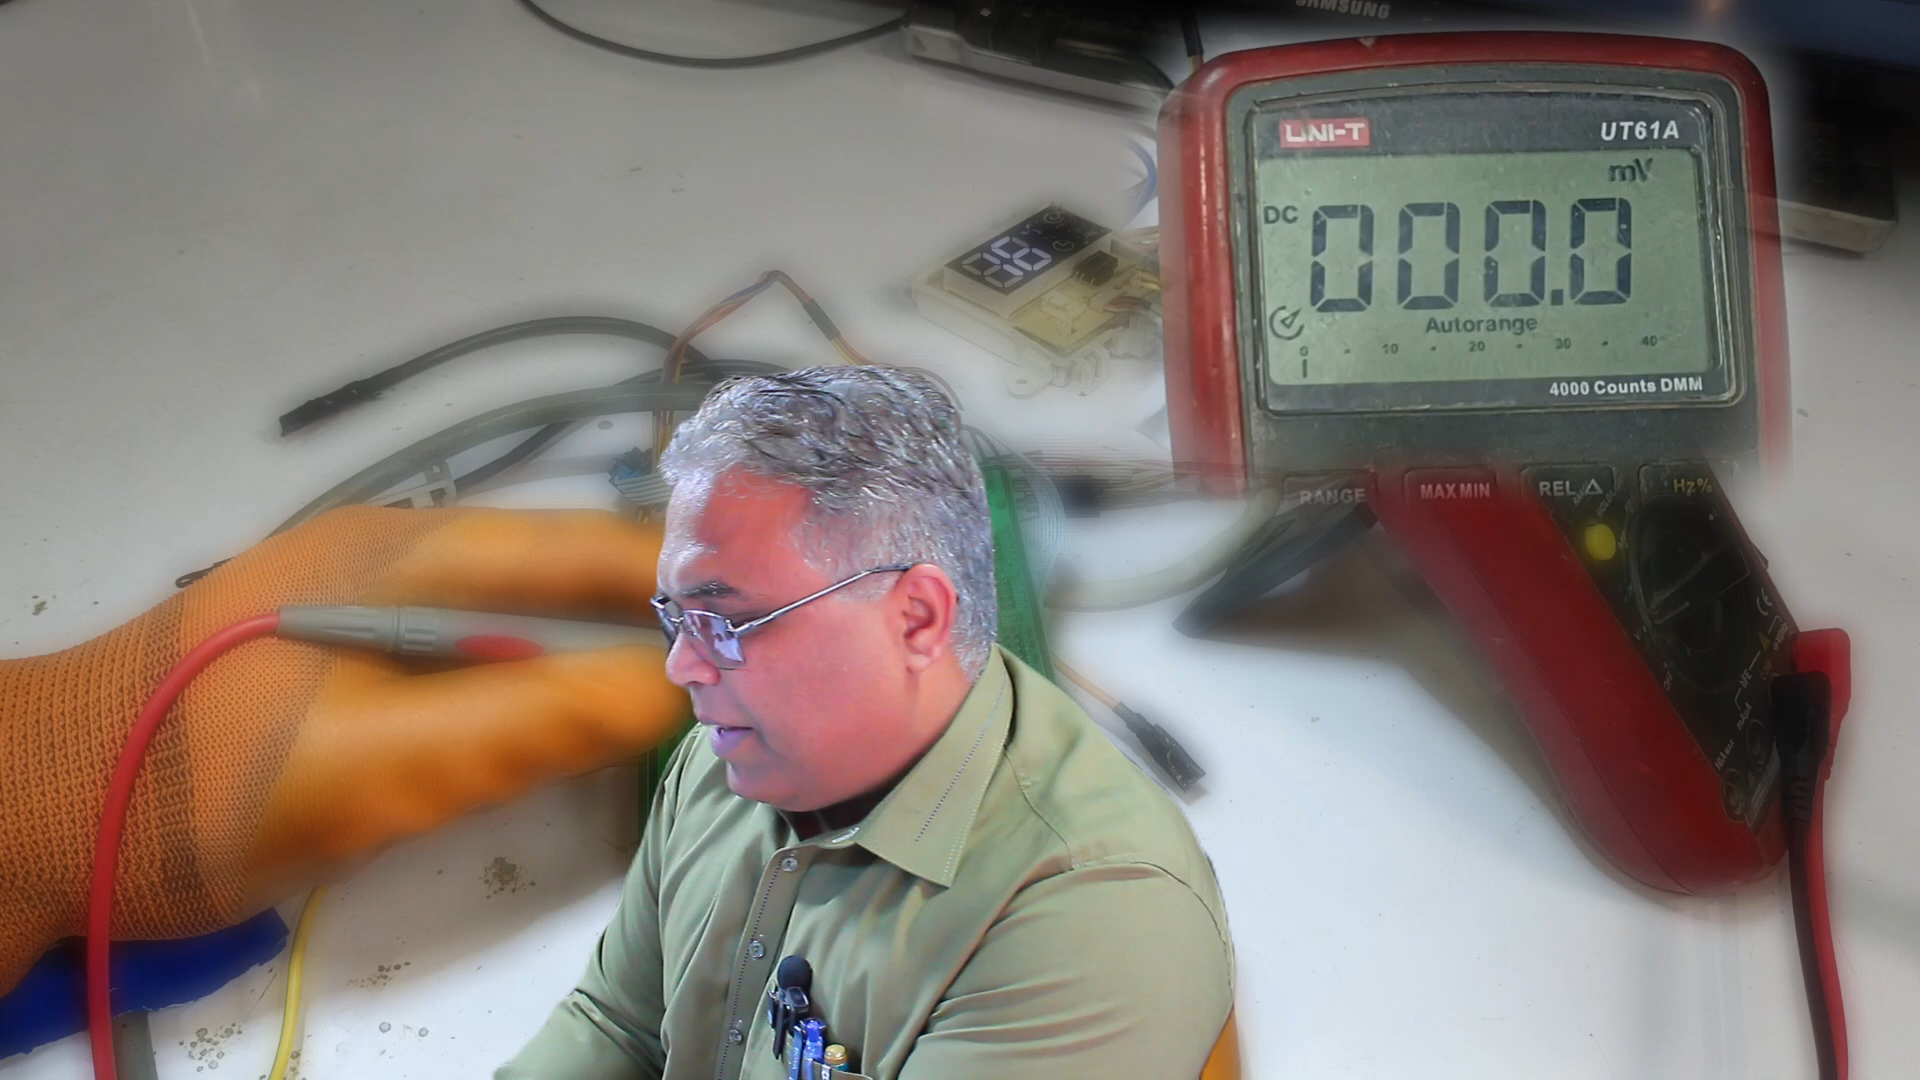 SAMSUNG
UNI-T
UT61A
mV
DC
000.0
Autorange
0 10 20 30 40
4000 Counts DMM
RANGE
MAX MIN
REL △
Hz%